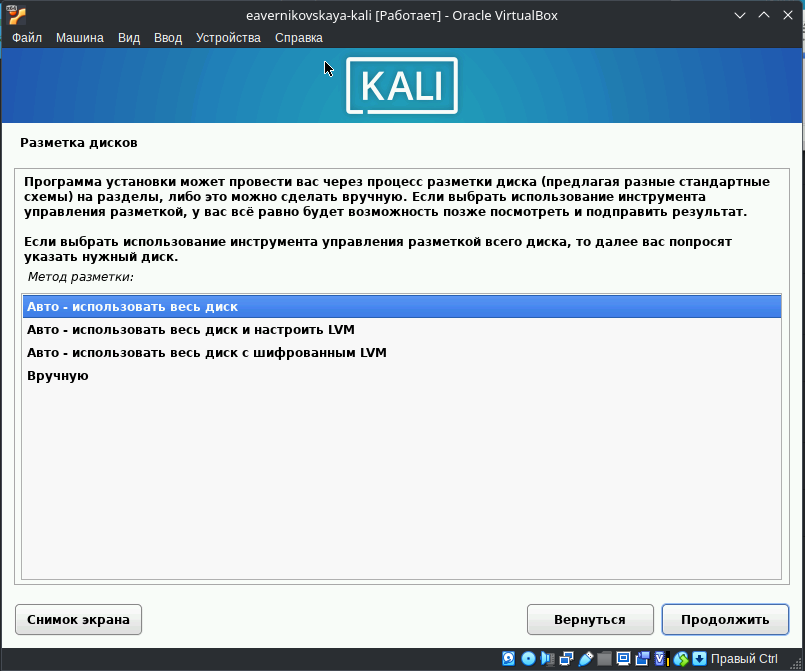 eavernikovskaya-kali [Работает] - Oracle VirtualBox
Файл Машина Вид Ввод Устройства Справка
KALI
Разметка дисков
Программа установки может провести вас через процесс разметки диска (предлагая разные стандартные
схемы) на разделы, либо это можно сделать вручную. Если выбрать использование инструмента
управления разметкой, у вас всё равно будет возможность позже посмотреть и подправить результат.
Если выбрать использование инструмента управления разметкой всего диска, то далее вас попросят
указать нужный диск.
Метод разметки:
Авто - использовать весь диск
Авто - использовать весь диск и настроить LVM
Авто - использовать весь диск с шифрованным LVM
Вручную
Снимок экрана Вернуться Продолжить
Правый Ctrl